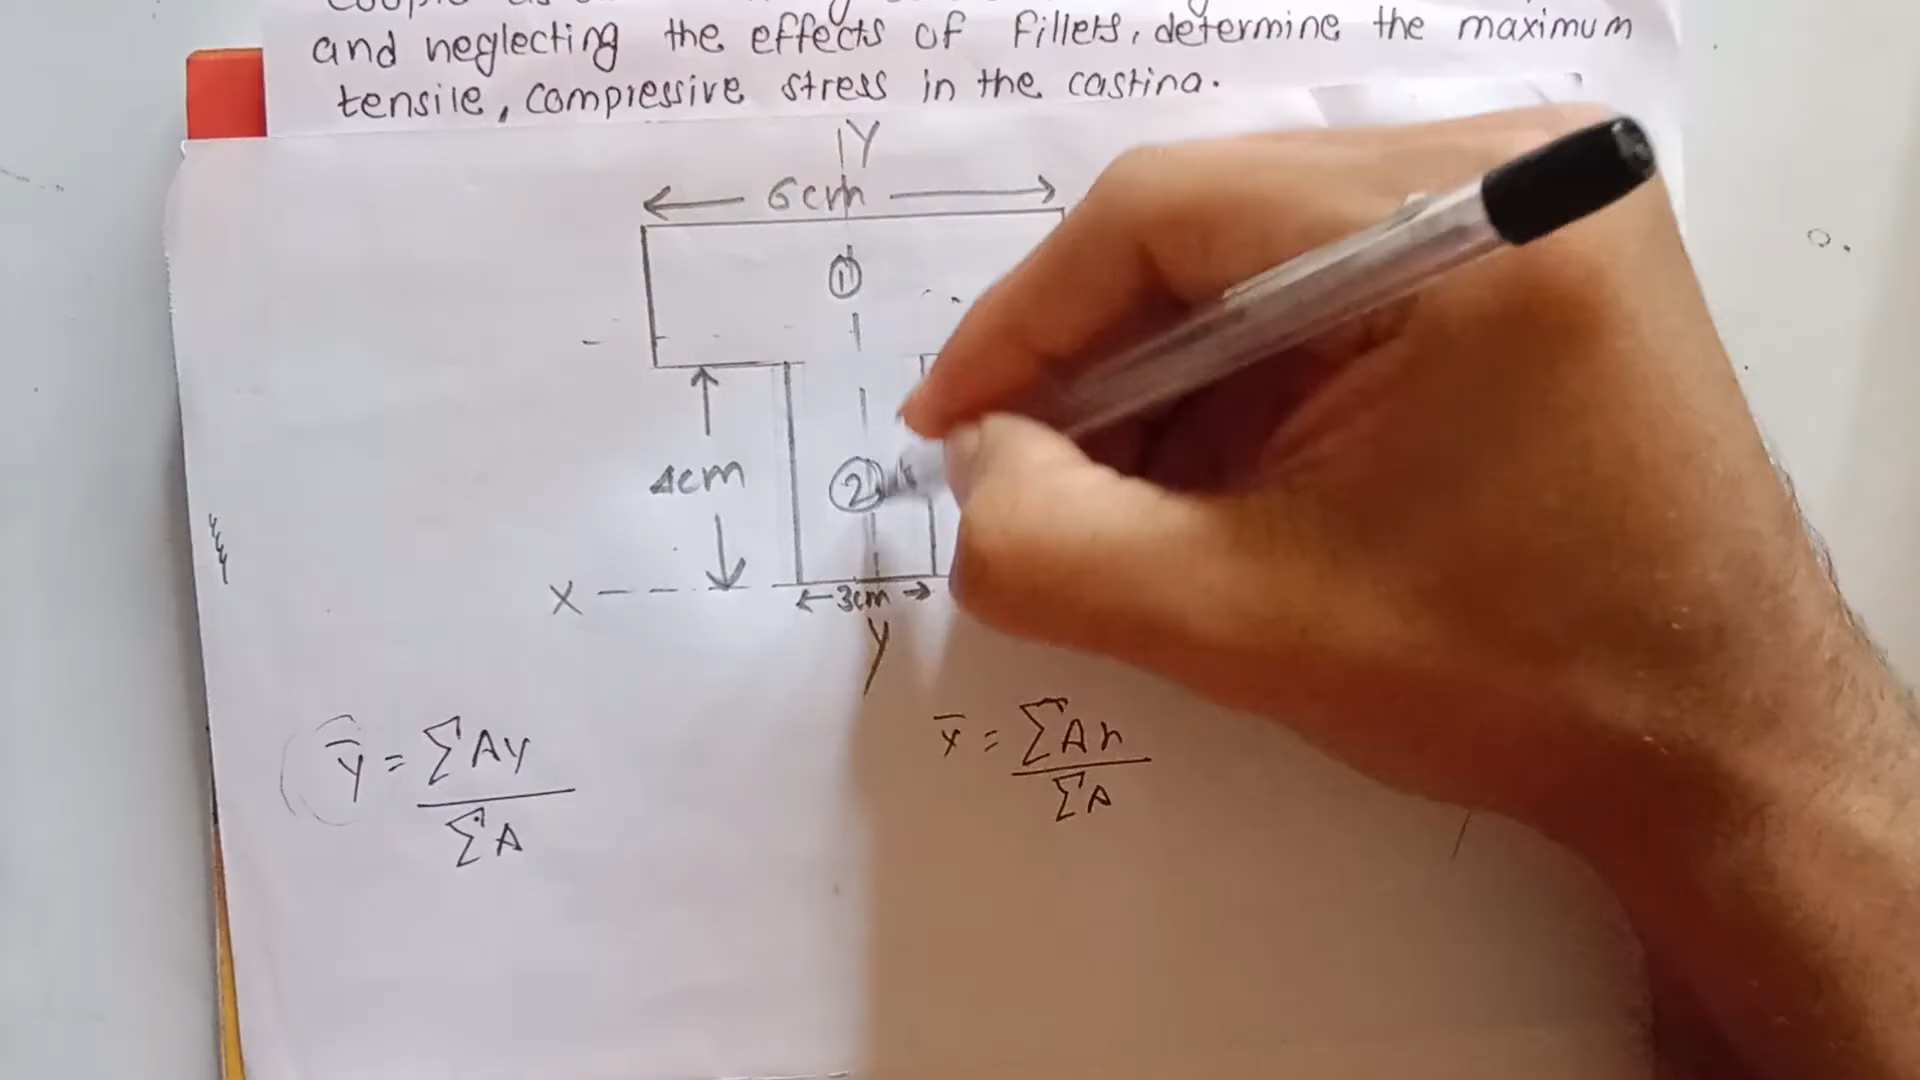 and neglecting the effects of fillets, determine the maximum
tensile, compressive stress in the casting.
Y
6cm
1
4cm
2
X
3cm
Y
ȳ = ΣAy / ΣA
x̄ = ΣAx / ΣA